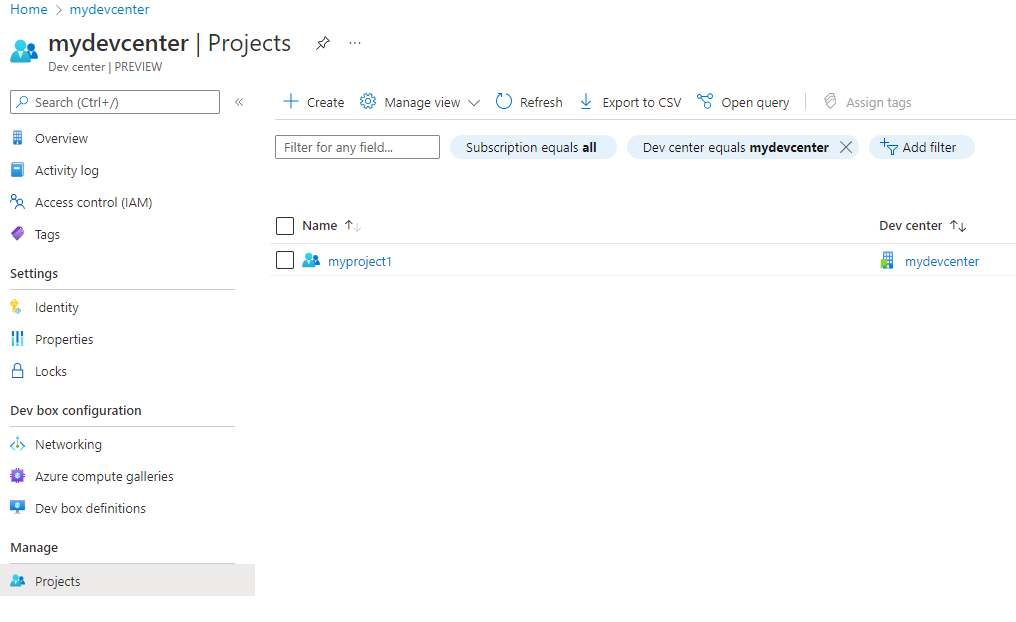 Home > mydevcenter
mydevcenter | Projects ...
Dev center | PREVIEW
Search (Ctrl+/)
«
Overview
Activity log
Access control (IAM)
Tags
Settings
Identity
Properties
Locks
Dev box configuration
Networking
Azure compute galleries
Dev box definitions
Manage
Projects
Create Manage view Refresh Export to CSV Open query Assign tags
Filter for any field... Subscription equals all Dev center equals mydevcenter Add filter
Name Dev center
myproject1 mydevcenter